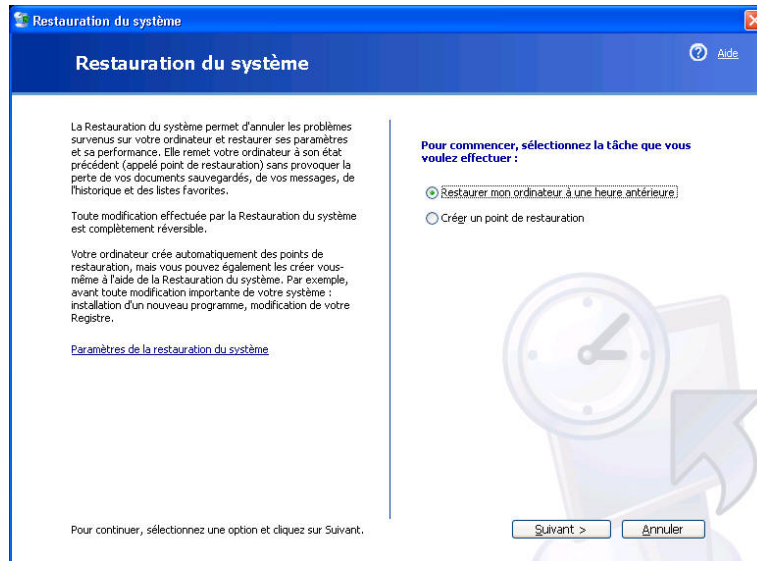 Restauration du système
Restauration du système
Aide
La Restauration du système permet d'annuler les problèmes
survenus sur votre ordinateur et restaurer ses paramètres
et sa performance. Elle remet votre ordinateur à son état
précédent (appelé point de restauration) sans provoquer la
perte de vos documents sauvegardés, de vos messages, de
l'historique et des listes favorites.
Toute modification effectuée par la Restauration du système
est complètement réversible.
Votre ordinateur crée automatiquement des points de
restauration, mais vous pouvez également les créer vous-
même à l'aide de la Restauration du système. Par exemple,
avant toute modification importante de votre système :
installation d'un nouveau programme, modification de votre
Registre.
Paramètres de la restauration du système
Pour continuer, sélectionnez une option et cliquez sur Suivant.
Pour commencer, sélectionnez la tâche que vous
voulez effectuer :
Restaurer mon ordinateur à une heure antérieure
Créer un point de restauration
Suivant >
Annuler